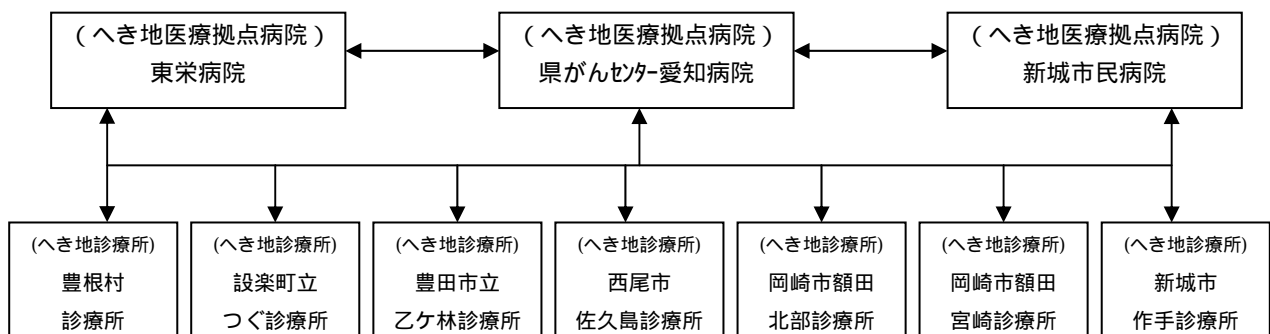 （へき地医療拠点病院）
東栄病院
（へき地医療拠点病院）
県がんｾﾝﾀｰ愛知病院
（へき地医療拠点病院）
新城市民病院
(へき地診療所)
豊根村
診療所
(へき地診療所)
設楽町立
つぐ診療所
(へき地診療所)
豊田市立
乙ケ林診療所
(へき地診療所)
西尾市
佐久島診療所
(へき地診療所)
岡崎市額田
北部診療所
(へき地診療所)
岡崎市額田
宮崎診療所
(へき地診療所)
新城市
作手診療所